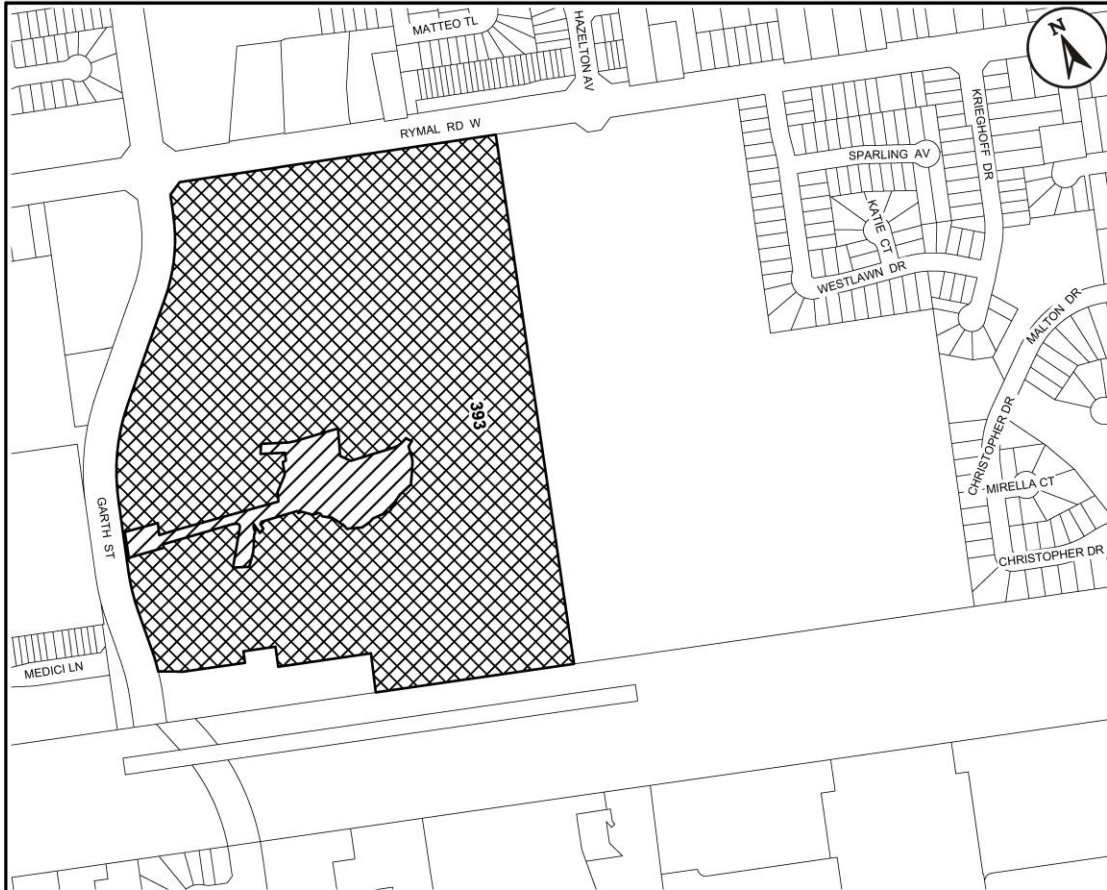 MATTEO TL
HAZELTON AV
N
RYMAL RD W
KRIEGHOFF DR
SPARLING AV
KATIE CT
WESTLAWN DR
MALTON DR
393
CHRISTOPHER DR
MIRELLA CT
GARTH ST
CHRISTOPHER DR
MEDICI LN